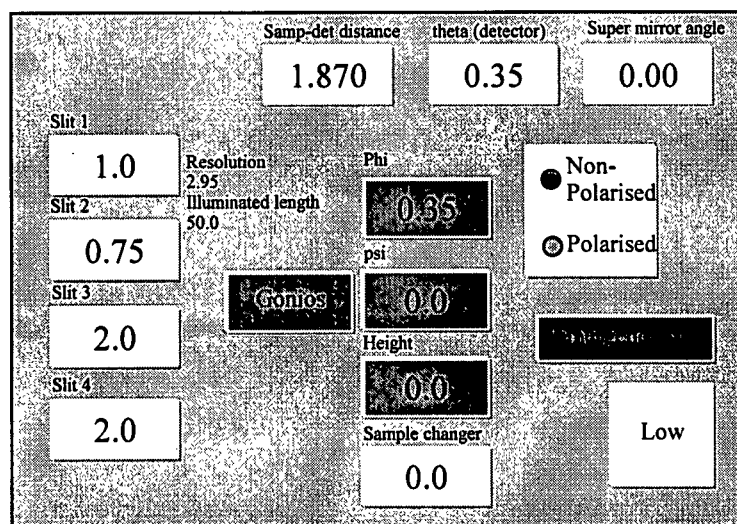 Samp-det distance
theta (detector)
Super mirror angle
1.870
0.35
0.00
Slit 1
1.0
Resolution
2.95
Illuminated length
50.0
Slit 2
0.75
Slit 3
2.0
Slit 4
2.0
Gonios
Phi
0.35
psi
0.0
Height
0.0
Sample changer
0.0
Non-
Polarised
Polarised
Low